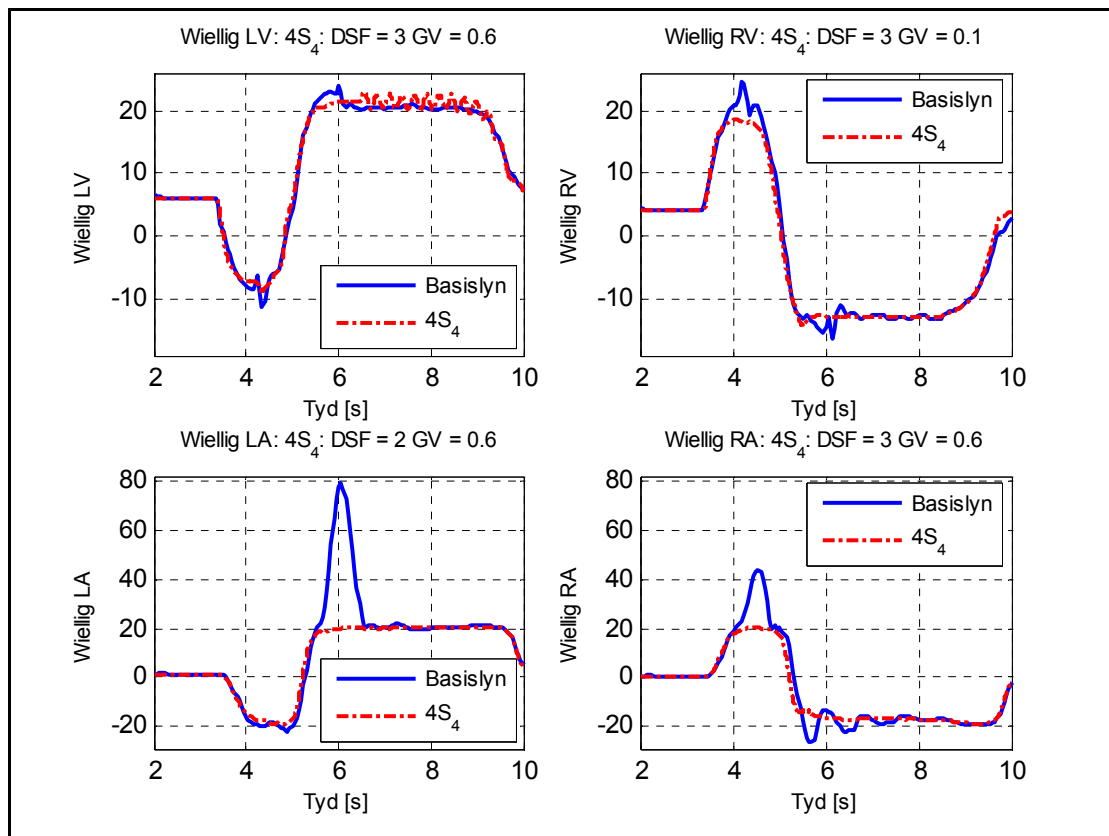 Wiellig LV: 4S4: DSF = 3 GV = 0.6
Wiellig LV
20
10
0
-10
Basislyn
4S4
2
4
6
8
10
Tyd [s]
Wiellig RV: 4S4: DSF = 3 GV = 0.1
Wiellig RV
20
10
0
-10
Basislyn
4S4
2
4
6
8
10
Tyd [s]
Wiellig LA: 4S4: DSF = 2 GV = 0.6
Wiellig LA
80
60
40
20
0
-20
Basislyn
4S4
2
4
6
8
10
Tyd [s]
Wiellig RA: 4S4: DSF = 3 GV = 0.6
Wiellig RA
80
60
40
20
0
-20
Basislyn
4S4
2
4
6
8
10
Tyd [s]